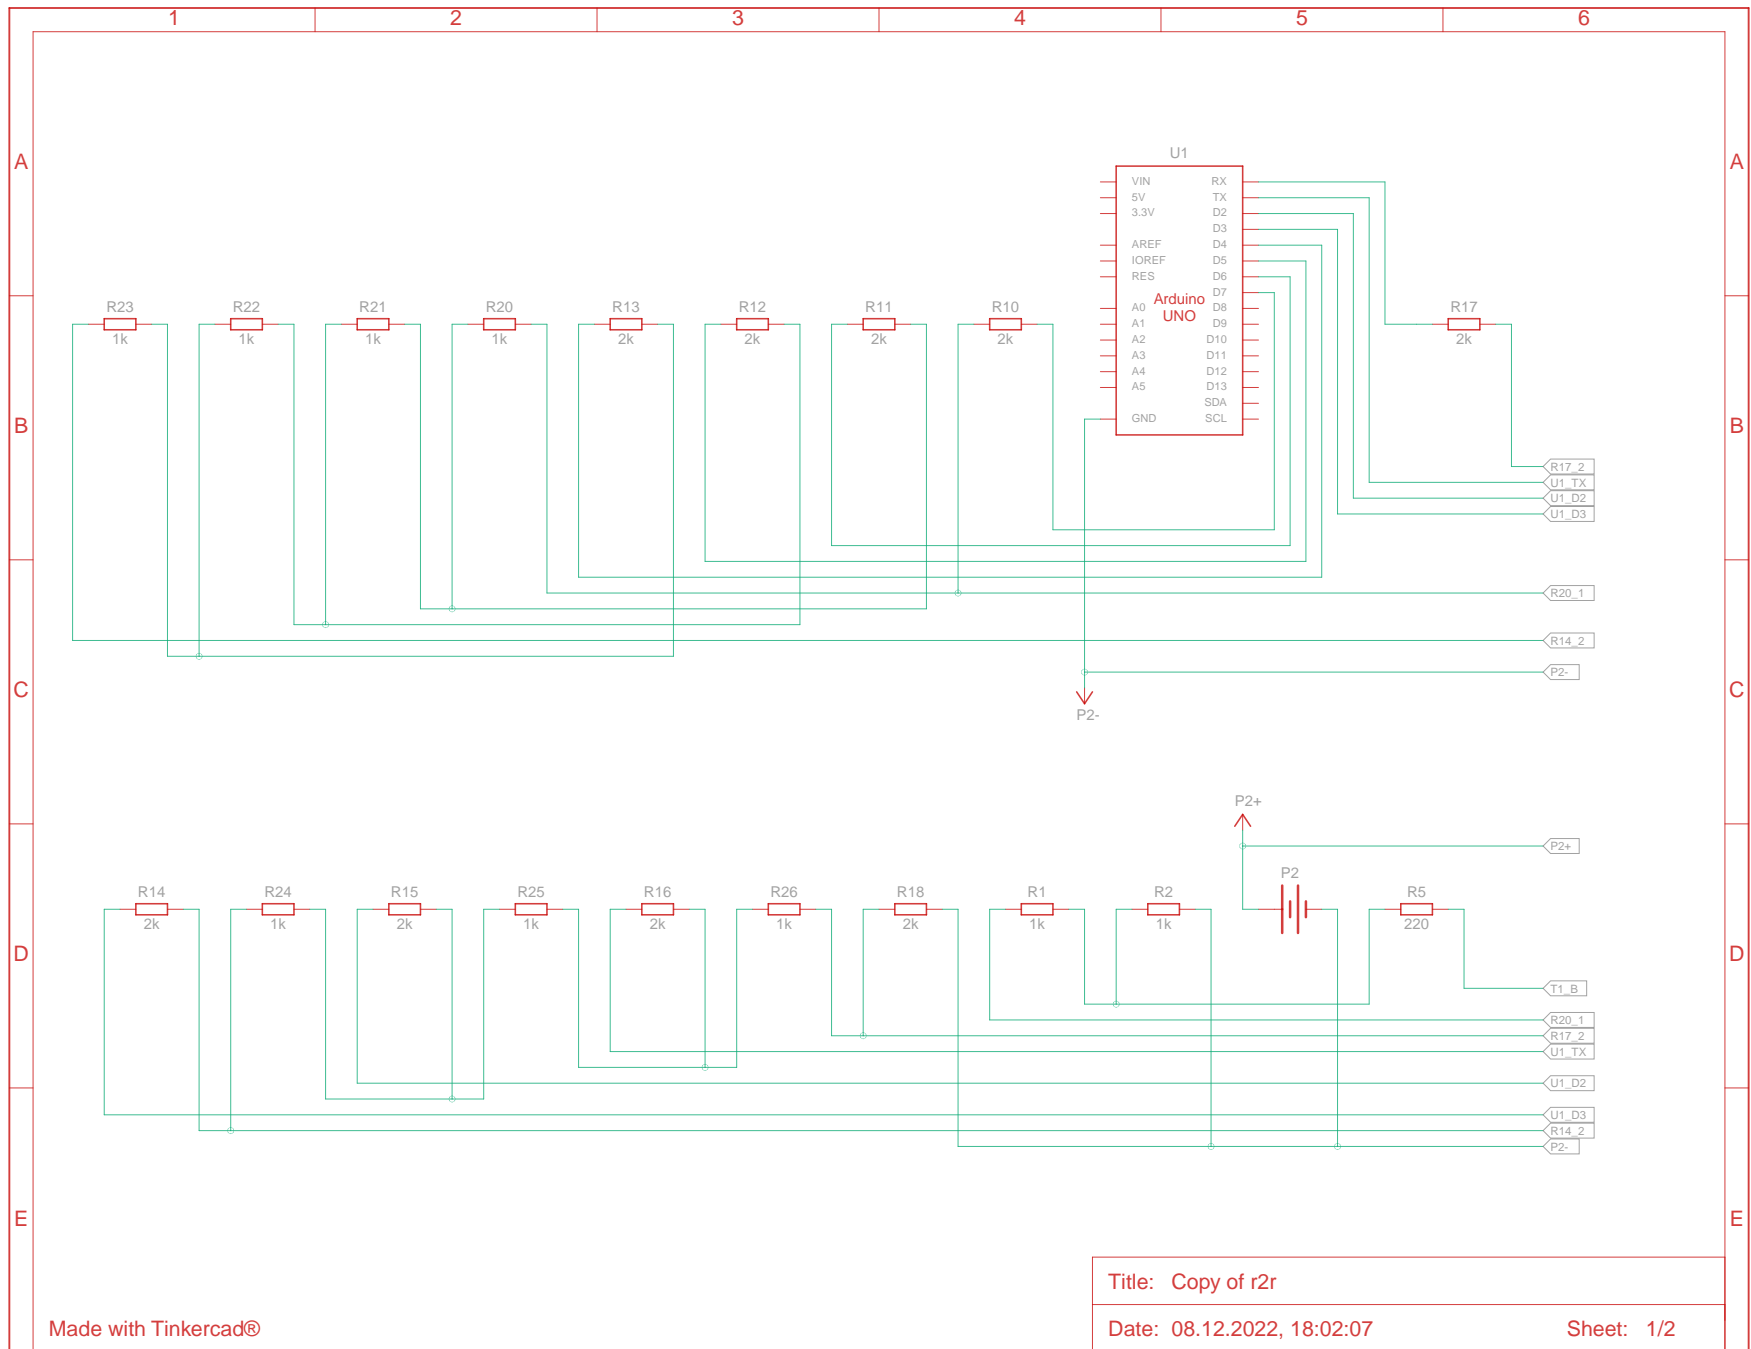 1 2 3 4 5 6
A A
U1
VIN RX
5V TX
3.3V D2
D3
AREF D4
IOREF D5
RES D6
D7
A0 Arduino D8
A1 UNO D9
A2 D10
A3 D11
A4 D12
A5 D13
SDA
GND SCL
R23 R22 R21 R20 R13 R12 R11 R10 R17
1k 1k 1k 1k 2k 2k 2k 2k 2k
B B
R17_2
U1_TX
U1_D2
U1_D3
R20_1
R14_2
P2-
C C
P2-
P2+
P2+
R14 R24 R15 R25 R16 R26 R18 R1 R2 P2 R5
2k 1k 2k 1k 2k 1k 2k 1k 1k 220
D D
T1_B
R20_1
R17_2
U1_TX
U1_D2
U1_D3
R14_2
P2-
E E
Title: Copy of r2r
Made with Tinkercad®
Date: 08.12.2022, 18:02:07 Sheet: 1/2